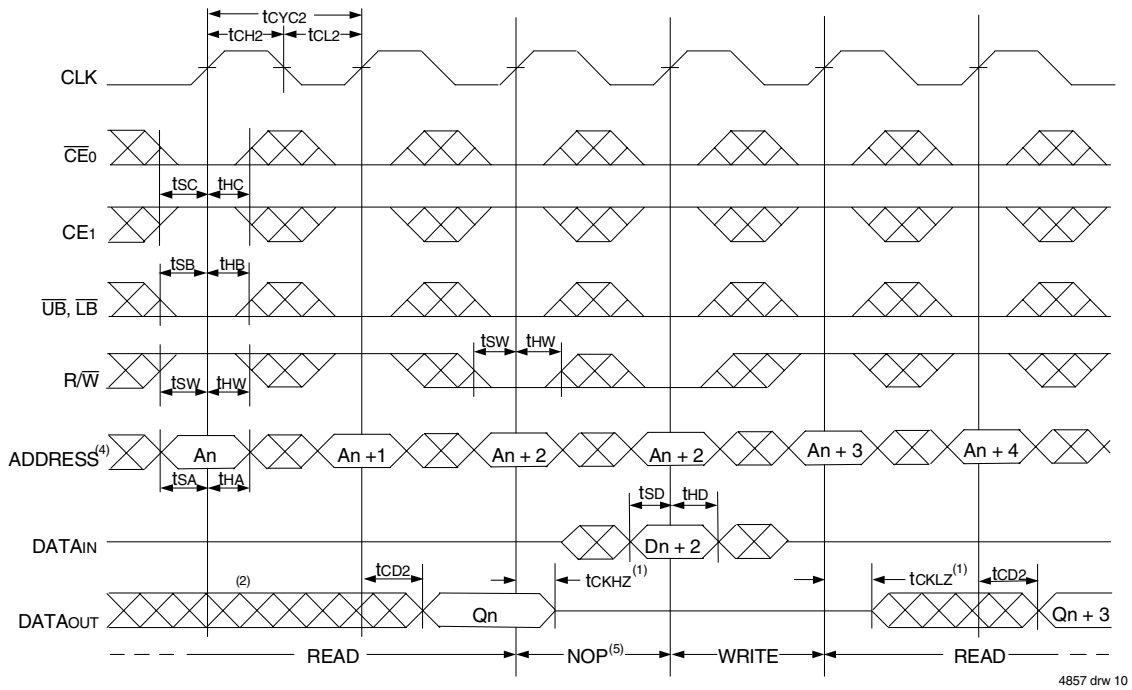 tCYC2
tCH2 tCL2
CLK
CE0
tSC tHC
CE1
tSB tHB
UB, LB
tSW tHW
R/W
tSW tHW
ADDRESS(4) An An +1 An + 2 An + 2 An + 3 An + 4
tSA tHA
tSD tHD
DATAIN Dn + 2
(2) tCD2 tCKHZ(1) tCKLZ(1) tCD2
DATAOUT Qn Qn + 3
READ NOP(5) WRITE READ
4857 drw 10